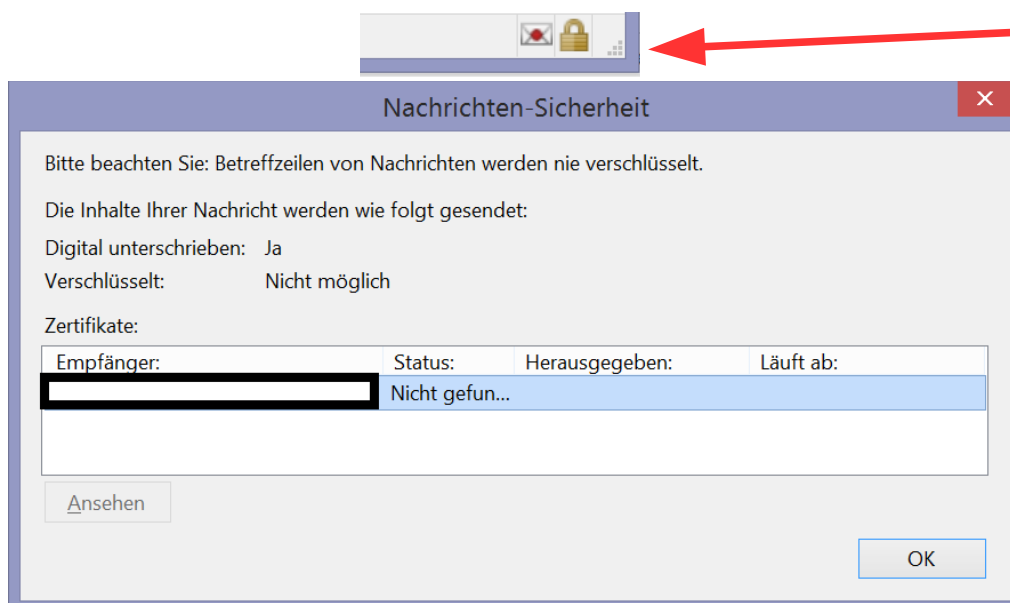 Nachrichten-Sicherheit
Bitte beachten Sie: Betreffzeilen von Nachrichten werden nie verschlüsselt.
Die Inhalte Ihrer Nachricht werden wie folgt gesendet:
Digital unterschrieben: Ja
Verschlüsselt: Nicht möglich
Zertifikate:
Empfänger: Status: Herausgegeben: Läuft ab:
Nicht gefun...
Ansehen
OK